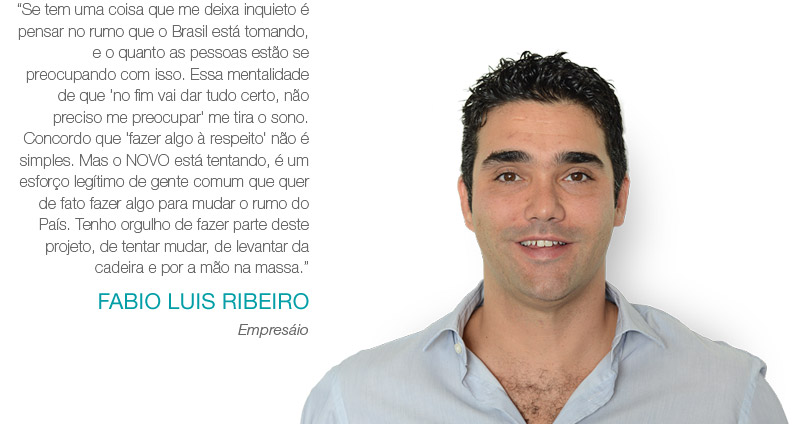 “Se tem uma coisa que me deixa inquieto é
pensar no rumo que o Brasil está tomando,
e o quanto as pessoas estão se
preocupando com isso. Essa mentalidade
de que 'no fim vai dar tudo certo, não
preciso me preocupar' me tira o sono.
Concordo que 'fazer algo à respeito' não é
simples. Mas o NOVO está tentando, é um
esforço legítimo de gente comum que quer
de fato fazer algo para mudar o rumo do
País. Tenho orgulho de fazer parte deste
projeto, de tentar mudar, de levantar da
cadeira e por a mão na massa.”
FABIO LUIS RIBEIRO
Empresáio